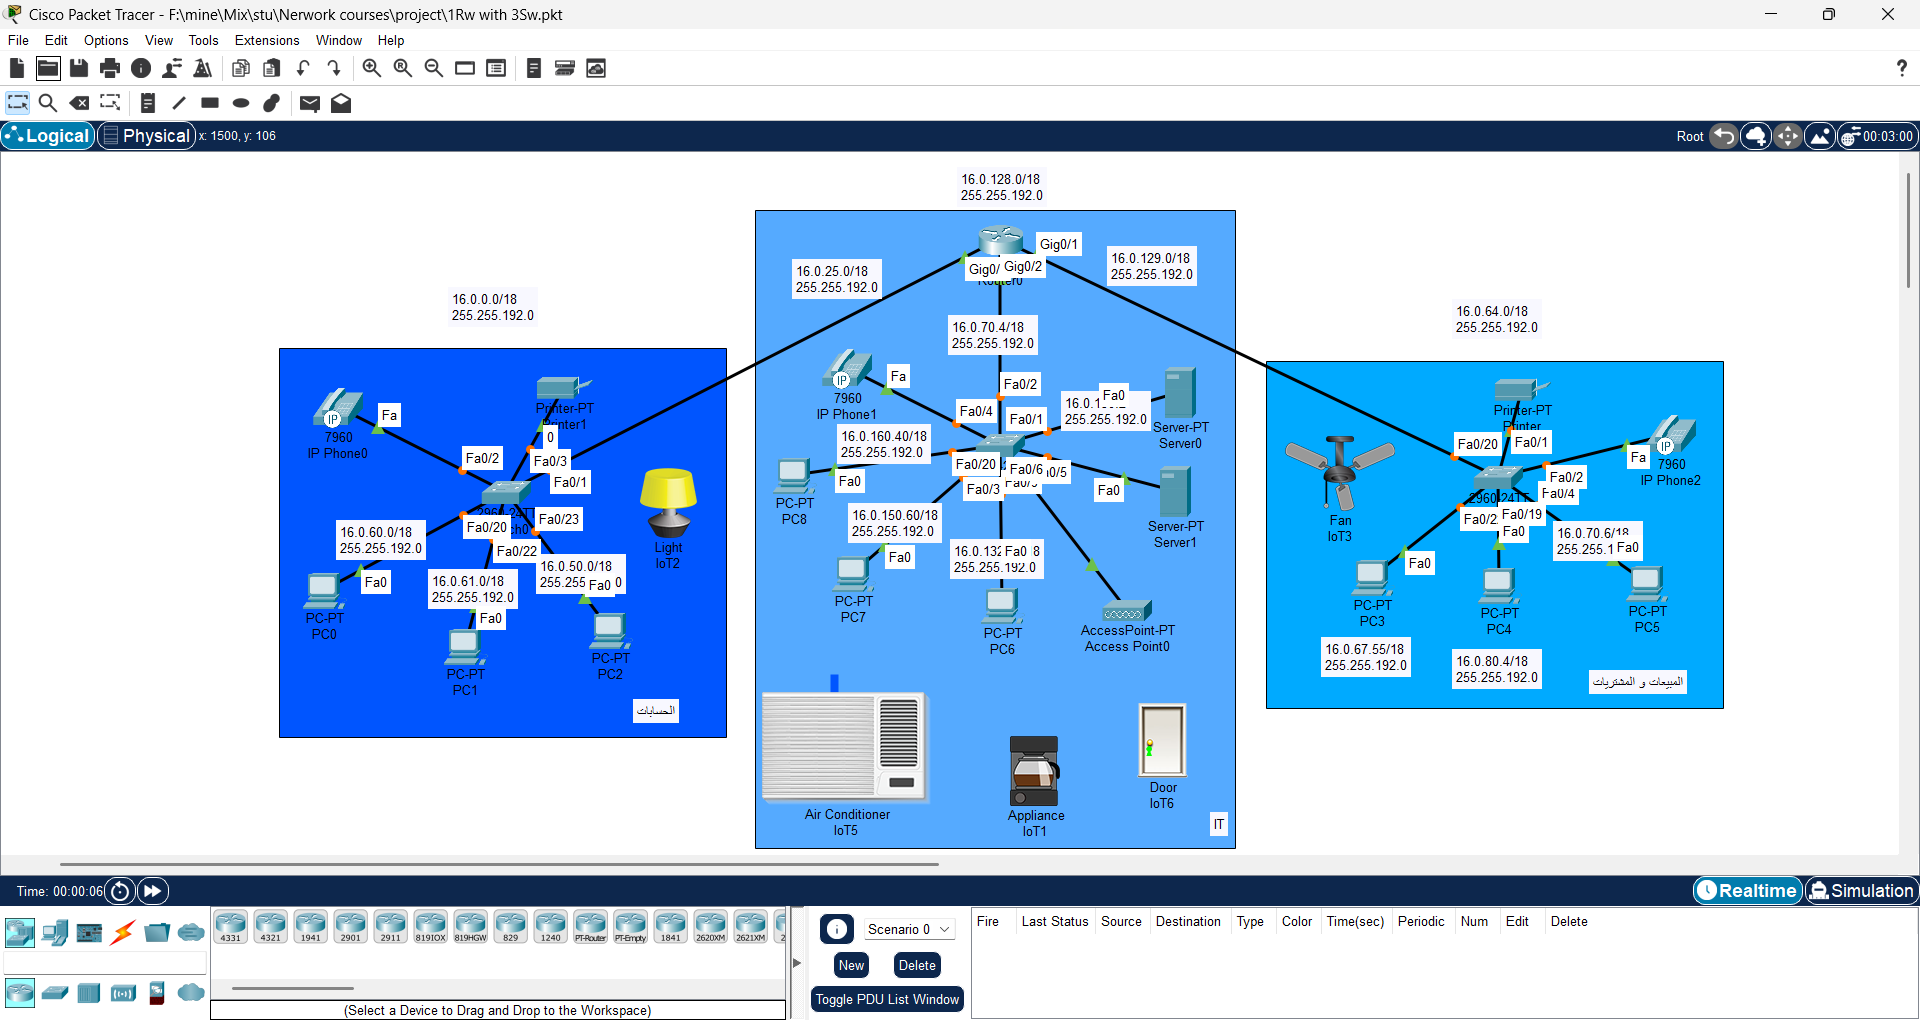 Cisco Packet Tracer - F:\mine\Mix\stu\Nerwork courses\project\1Rw with 3Sw.pkt
File Edit Options View Tools Extensions Window Help
Logical Physical x: 1500, y: 106
Root 00:03:00
16.0.128.0/18
255.255.192.0
Gig0/1
Gig0/ Gig0/2
Router0
16.0.25.0/18
255.255.192.0
16.0.129.0/18
255.255.192.0
16.0.0.0/18
255.255.192.0
16.0.64.0/18
255.255.192.0
16.0.70.4/18
255.255.192.0
IP
7960
IP Phone0
Fa
Printer-PT
Printer1
0
Fa0/2
Fa0/3
Fa0/1
Fa0/20
Fa0/23
Fa0/22
16.0.60.0/18
255.255.192.0
Fa0
PC-PT
PC0
16.0.61.0/18
255.255.192.0
Fa0
PC-PT
PC1
16.0.50.0/18
Fa0
PC-PT
PC2
Light
IoT2
الحسابات
IP
7960
IP Phone1
Fa
Fa0/2
Fa0/4
Fa0/1
Fa0
255.255.192.0
Server-PT
Server0
16.0.160.40/18
255.255.192.0
Fa0/20
Fa0/6
Fa0/3
Fa0
PC-PT
PC8
Fa0
Server-PT
Server1
16.0.150.60/18
255.255.192.0
Fa0
PC-PT
PC7
Fa0
255.255.192.0
PC-PT
PC6
AccessPoint-PT
Access Point0
Air Conditioner
IoT5
Appliance
IoT1
Door
IoT6
IT
Printer-PT
Printer
Fa0/20
Fa0/1
Fa
IP
7960
IP Phone2
Fan
IoT3
2960-24TT
Fa0/2
Fa0/4
Fa0/2
Fa0/19
Fa0
16.0.70.6/18
Fa0
Fa0
PC-PT
PC3
PC-PT
PC4
PC-PT
PC5
16.0.67.55/18
255.255.192.0
16.0.80.4/18
255.255.192.0
المبيعات و المشتريات
Time: 00:00:06
Realtime Simulation
4331 4321 1941 2901 2911 819IOX 819HGW 829 1240 PT-Router PT-Empty 1841 2620XM 2621XM
(Select a Device to Drag and Drop to the Workspace)
Scenario 0
New Delete
Toggle PDU List Window
Fire Last Status Source Destination Type Color Time(sec) Periodic Num Edit Delete